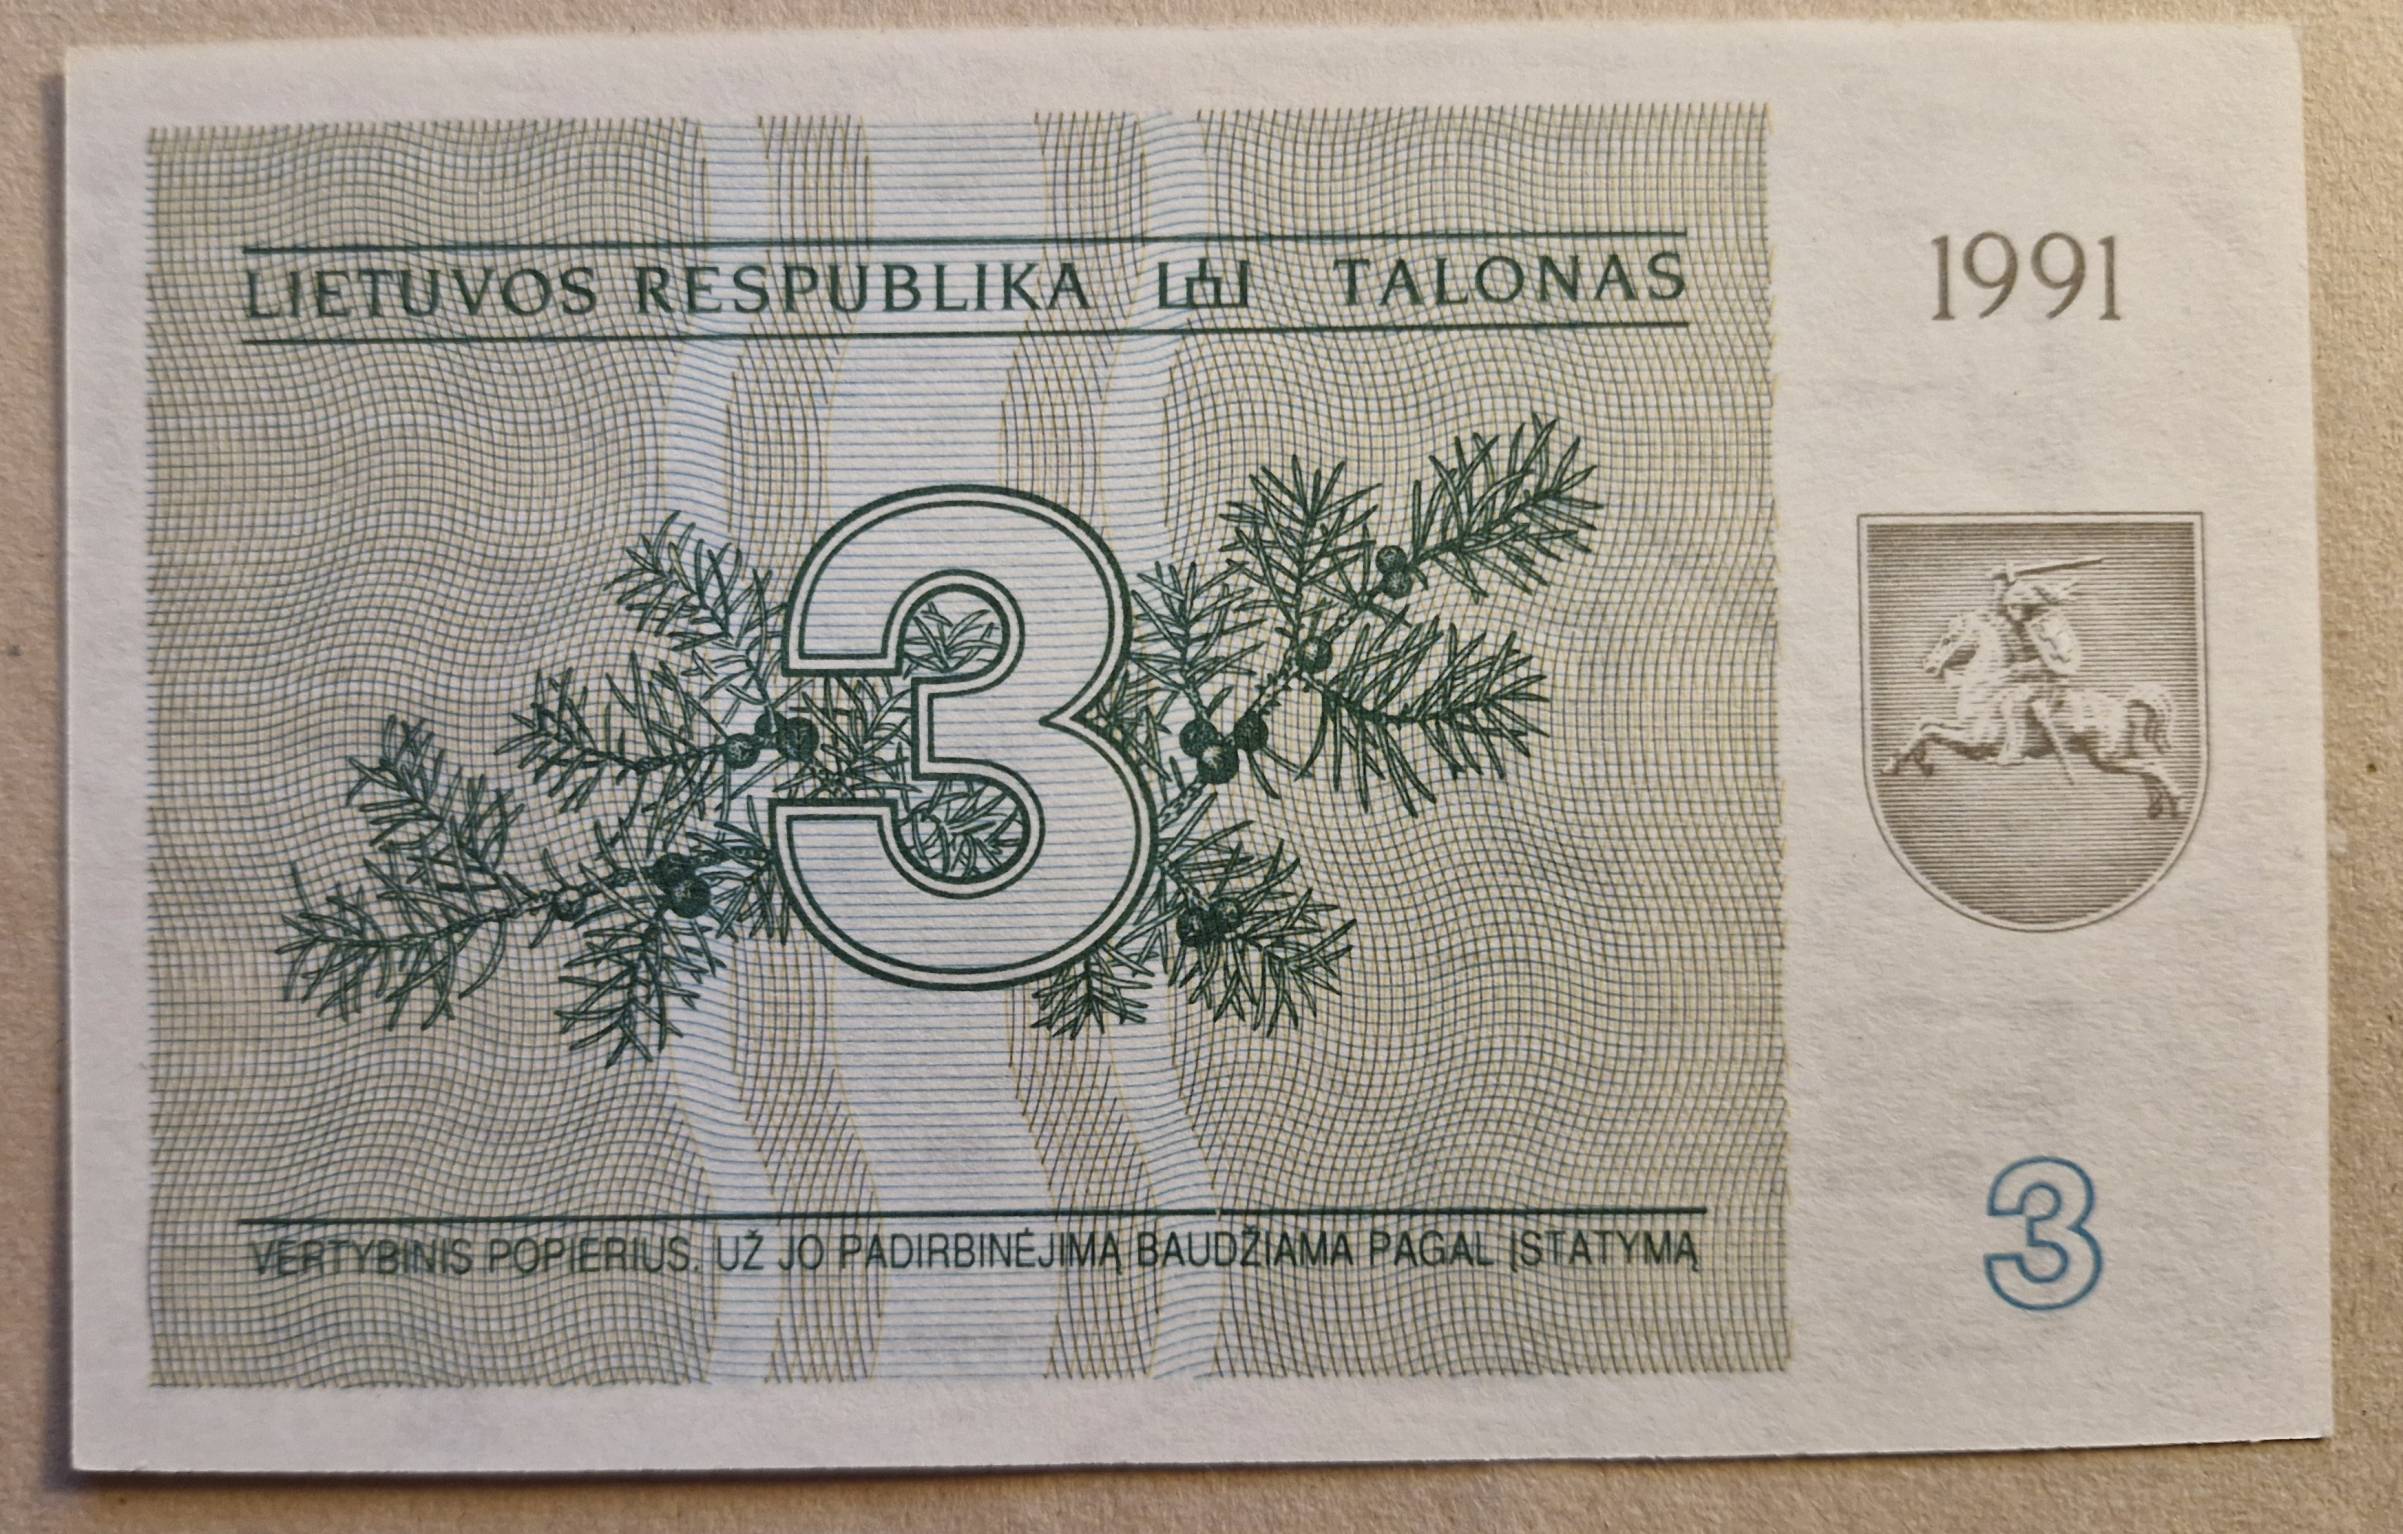 LIETUVOS RESPUBLIKA TALONAS
1991
3
3
VERTYBINIS POPIERIUS. UŽ JO PADIRBINĖJIMĄ BAUDŽIAMA PAGAL ĮSTATYMĄ